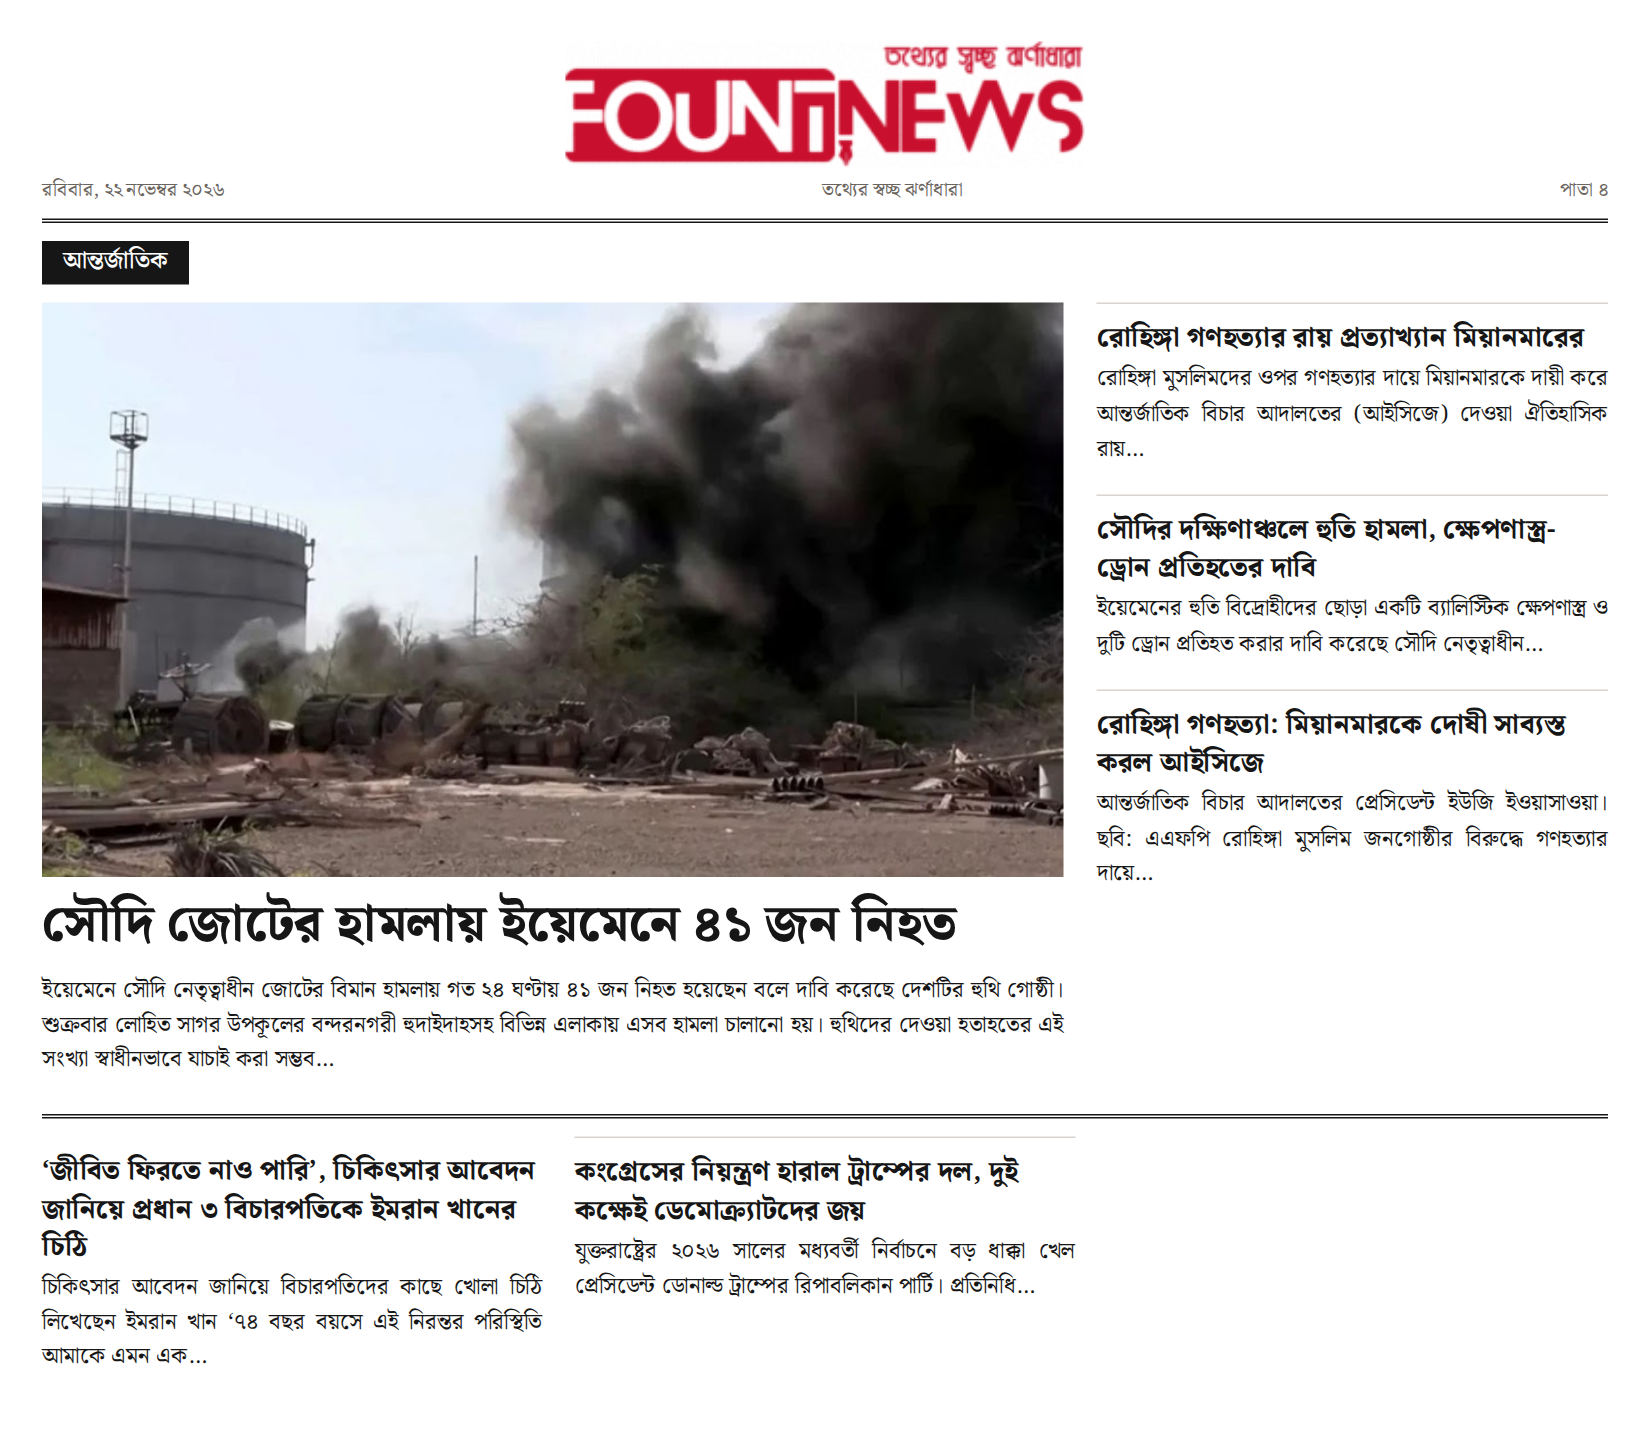 তথ্যের স্বচ্ছ ঝর্ণাধারা
FOUNTNEWS
রবিবার, ২২ নভেম্বর ২০২৬
তথ্যের স্বচ্ছ ঝর্ণাধারা
পাতা ৪
আন্তর্জাতিক
সৌদি জোটের হামলায় ইয়েমেনে ৪১ জন নিহত
ইয়েমেনে সৌদি নেতৃত্বাধীন জোটের বিমান হামলায় গত ২৪ ঘণ্টায় ৪১ জন নিহত হয়েছেন বলে দাবি করেছে দেশটির হুথি গোষ্ঠী।
শুক্রবার লোহিত সাগর উপকূলের বন্দরনগরী হুদাইদাহসহ বিভিন্ন এলাকায় এসব হামলা চালানো হয়। হুথিদের দেওয়া হতাহতের এই
সংখ্যা স্বাধীনভাবে যাচাই করা সম্ভব...
রোহিঙ্গা গণহত্যার রায় প্রত্যাখ্যান মিয়ানমারের
রোহিঙ্গা মুসলিমদের ওপর গণহত্যার দায়ে মিয়ানমারকে দায়ী করে
আন্তর্জাতিক বিচার আদালতের (আইসিজে) দেওয়া ঐতিহাসিক
রায়...
সৌদির দক্ষিণাঞ্চলে হুতি হামলা, ক্ষেপণাস্ত্র-
ড্রোন প্রতিহতের দাবি
ইয়েমেনের হুতি বিদ্রোহীদের ছোড়া একটি ব্যালিস্টিক ক্ষেপণাস্ত্র ও
দুটি ড্রোন প্রতিহত করার দাবি করেছে সৌদি নেতৃত্বাধীন...
রোহিঙ্গা গণহত্যা: মিয়ানমারকে দোষী সাব্যস্ত
করল আইসিজে
আন্তর্জাতিক বিচার আদালতের প্রেসিডেন্ট ইউজি ইওয়াসাওয়া।
ছবি: এএফপি রোহিঙ্গা মুসলিম জনগোষ্ঠীর বিরুদ্ধে গণহত্যার
দায়ে...
‘জীবিত ফিরতে নাও পারি’, চিকিৎসার আবেদন
জানিয়ে প্রধান ৩ বিচারপতিকে ইমরান খানের
চিঠি
চিকিৎসার আবেদন জানিয়ে বিচারপতিদের কাছে খোলা চিঠি
লিখেছেন ইমরান খান ‘৭৪ বছর বয়সে এই নিরন্তর পরিস্থিতি
আমাকে এমন এক...
কংগ্রেসের নিয়ন্ত্রণ হারাল ট্রাম্পের দল, দুই
কক্ষেই ডেমোক্র্যাটদের জয়
যুক্তরাষ্ট্রের ২০২৬ সালের মধ্যবর্তী নির্বাচনে বড় ধাক্কা খেল
প্রেসিডেন্ট ডোনাল্ড ট্রাম্পের রিপাবলিকান পার্টি। প্রতিনিধি...